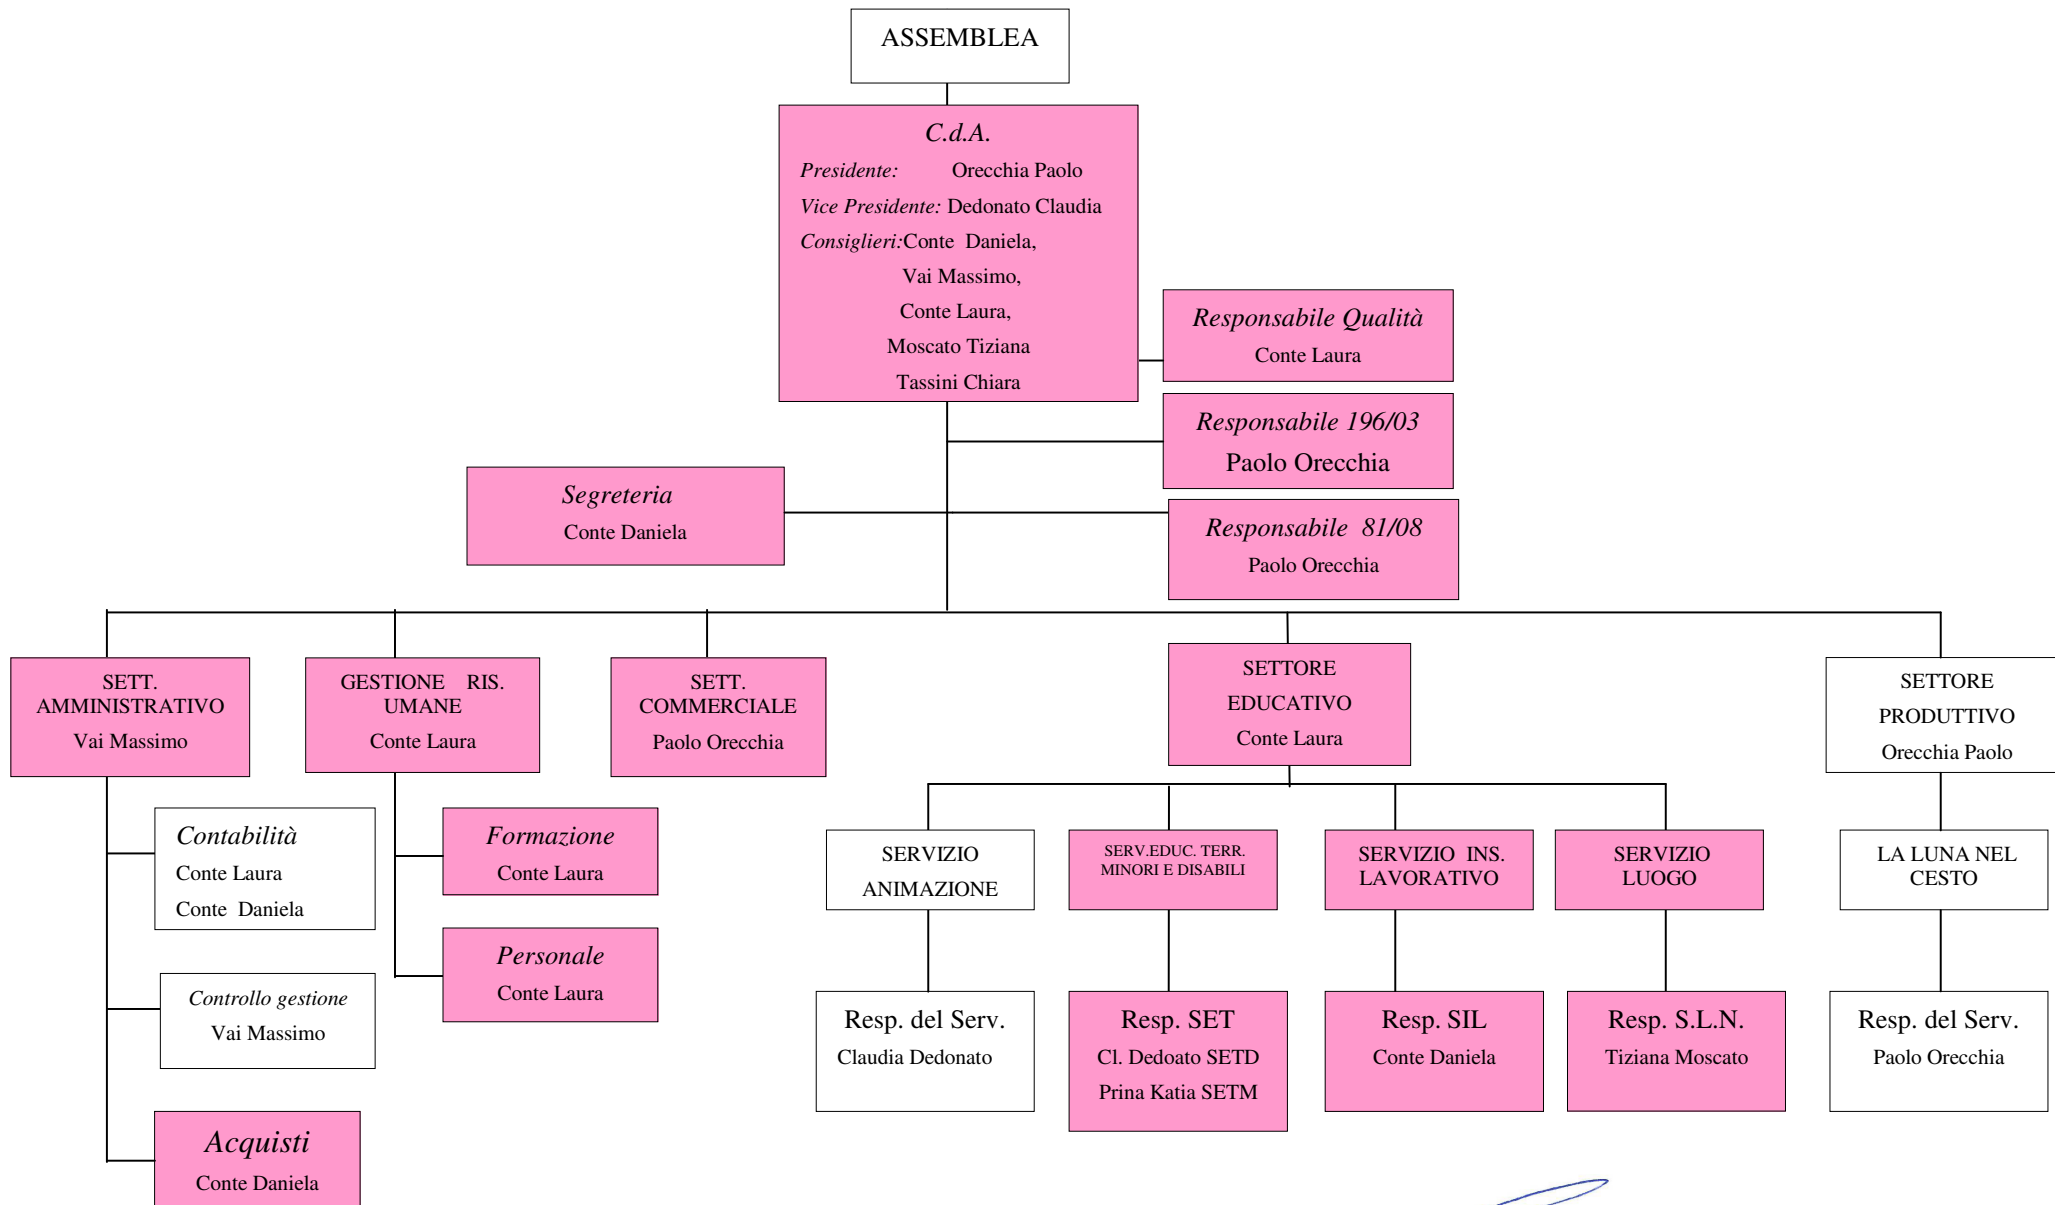 ASSEMBLEA
C.d.A.
Presidente: Orecchia Paolo
Vice Presidente: Dedonato Claudia
Consiglieri:Conte Daniela,
Vai Massimo,
Conte Laura,
Moscato Tiziana
Tassini Chiara
Responsabile Qualità
Conte Laura
Responsabile 196/03
Paolo Orecchia
Segreteria
Conte Daniela
Responsabile 81/08
Paolo Orecchia
SETT.
AMMINISTRATIVO
Vai Massimo
GESTIONE RIS.
UMANE
Conte Laura
SETT.
COMMERCIALE
Paolo Orecchia
SETTORE
EDUCATIVO
Conte Laura
SETTORE
PRODUTTIVO
Orecchia Paolo
Contabilità
Conte Laura
Conte Daniela
Formazione
Conte Laura
SERVIZIO
ANIMAZIONE
SERV.EDUC. TERR.
MINORI E DISABILI
SERVIZIO INS.
LAVORATIVO
SERVIZIO
LUOGO
LA LUNA NEL
CESTO
Personale
Conte Laura
Controllo gestione
Vai Massimo
Resp. del Serv.
Claudia Dedonato
Resp. SET
Cl. Dedoato SETD
Prina Katia SETM
Resp. SIL
Conte Daniela
Resp. S.L.N.
Tiziana Moscato
Resp. del Serv.
Paolo Orecchia
Acquisti
Conte Daniela